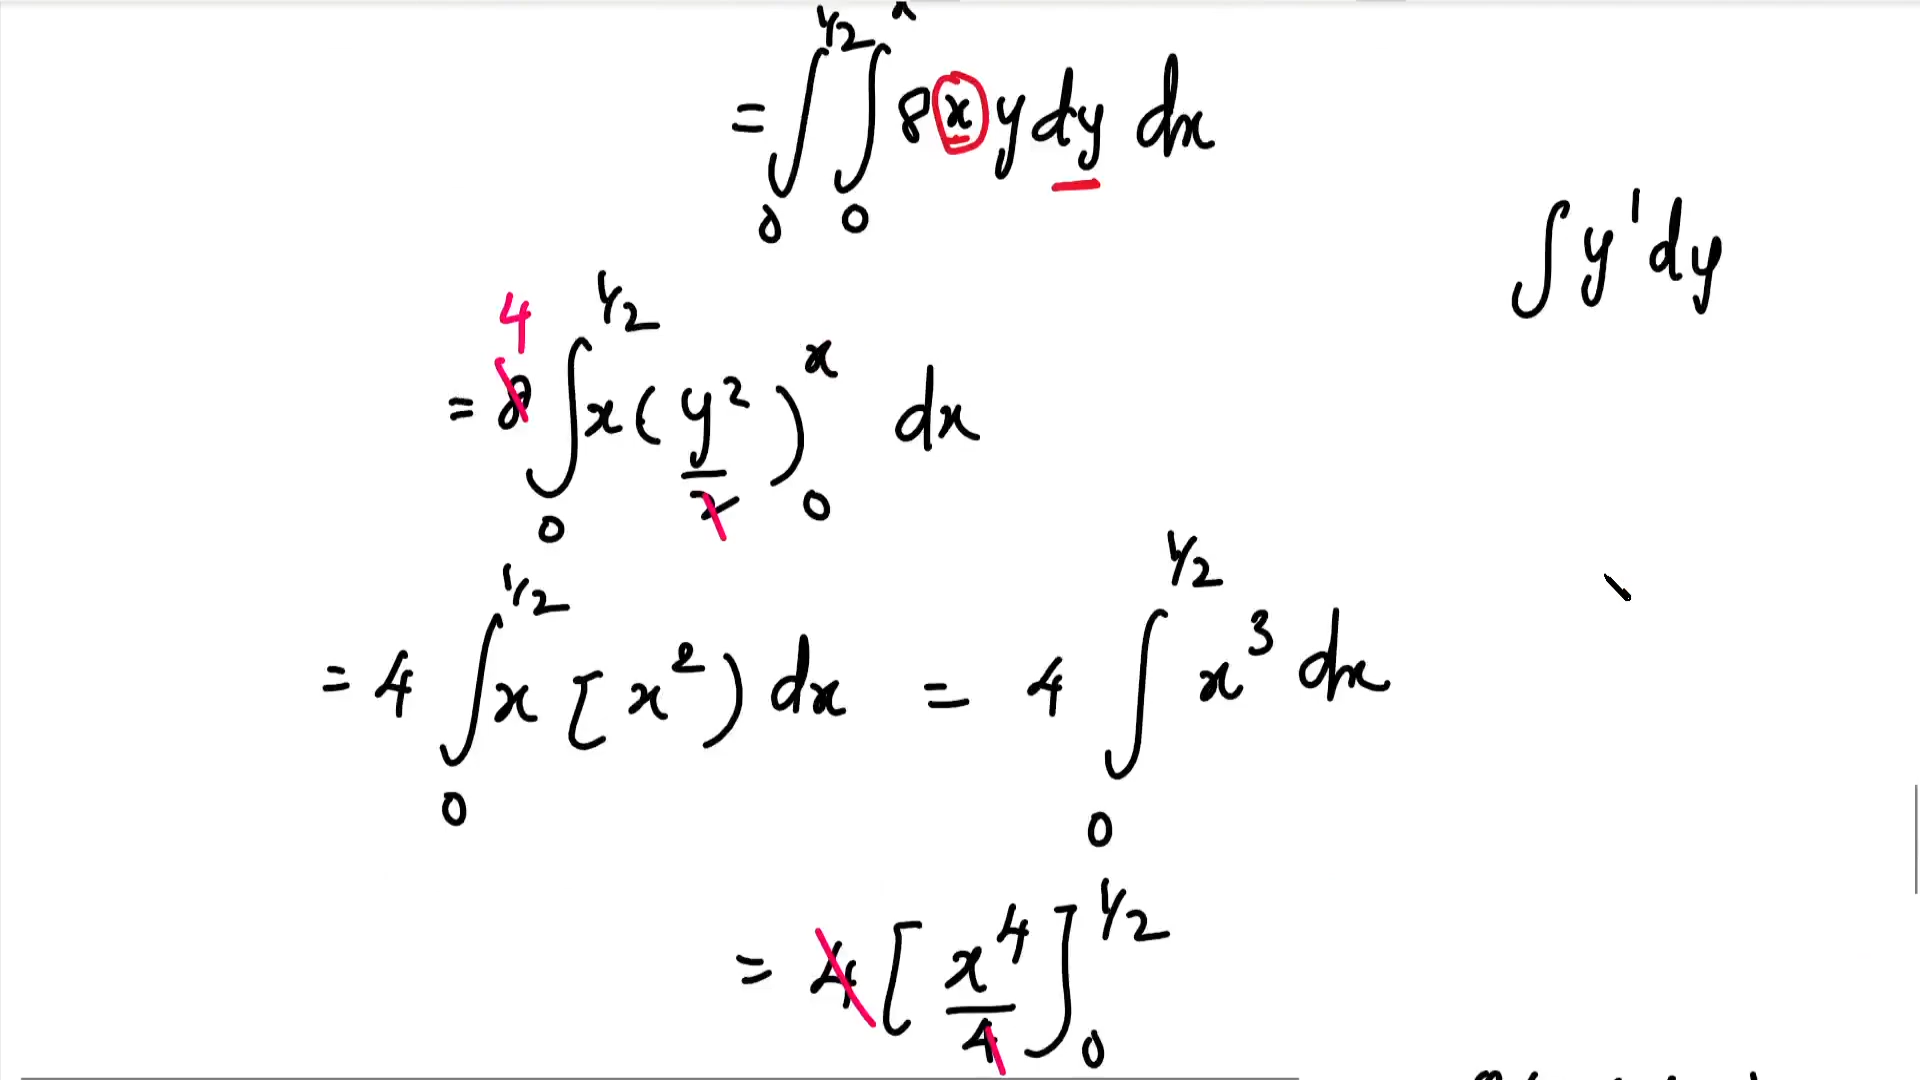 = ∫₀^{1/2} ∫₀^x 8xy dy dx
∫ y¹ dy
4
= 8 ∫₀^{1/2} x (y²/2)₀^x dx
= 4 ∫₀^{1/2} x [x²) dx = 4 ∫₀^{1/2} x³ dx
= 4 [x⁴/4]₀^{1/2}